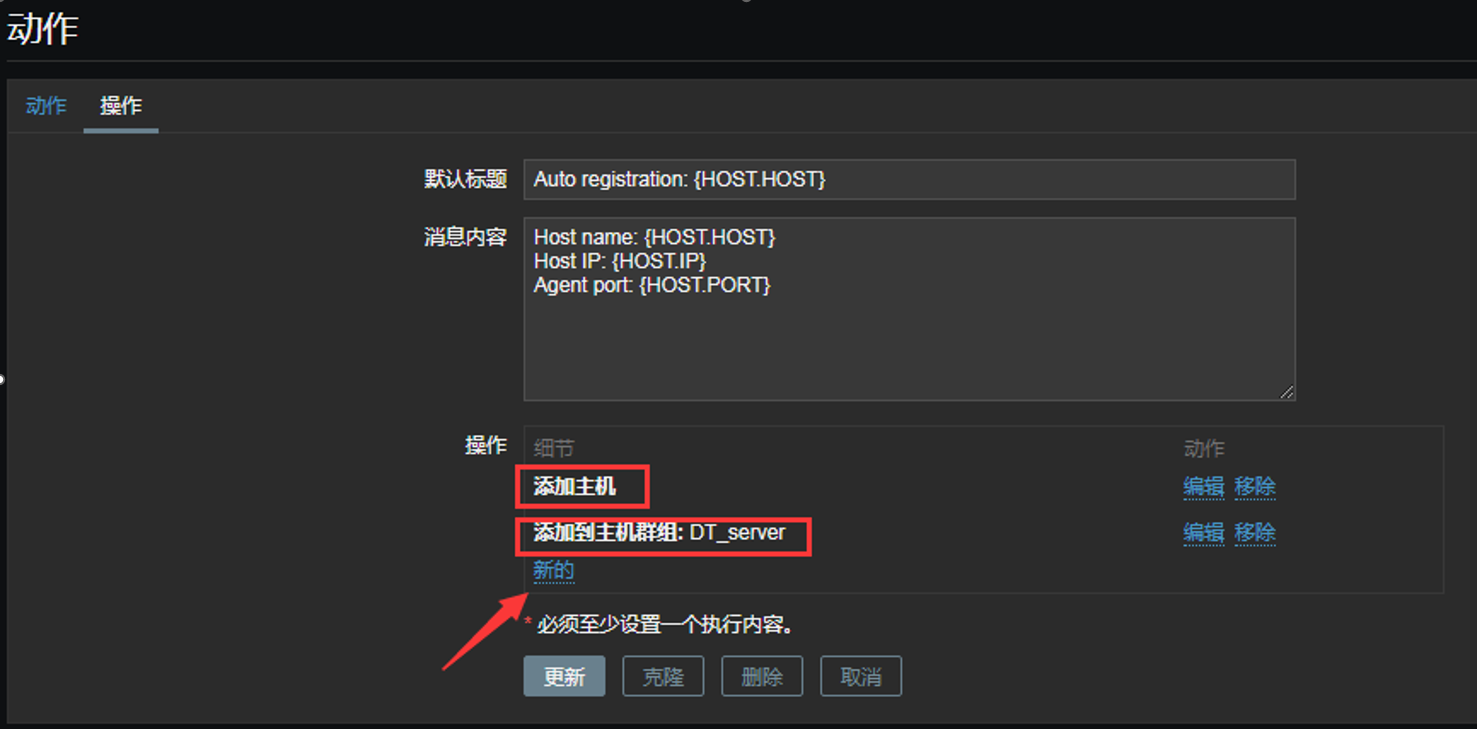 动作
动作 操作
默认标题 Auto registration: {HOST.HOST}
消息内容 Host name: {HOST.HOST}
Host IP: {HOST.IP}
Agent port: {HOST.PORT}
操作 细节 动作
添加主机 编辑 移除
添加到主机群组: DT_server 编辑 移除
新的
* 必须至少设置一个执行内容。
更新 克隆 删除 取消